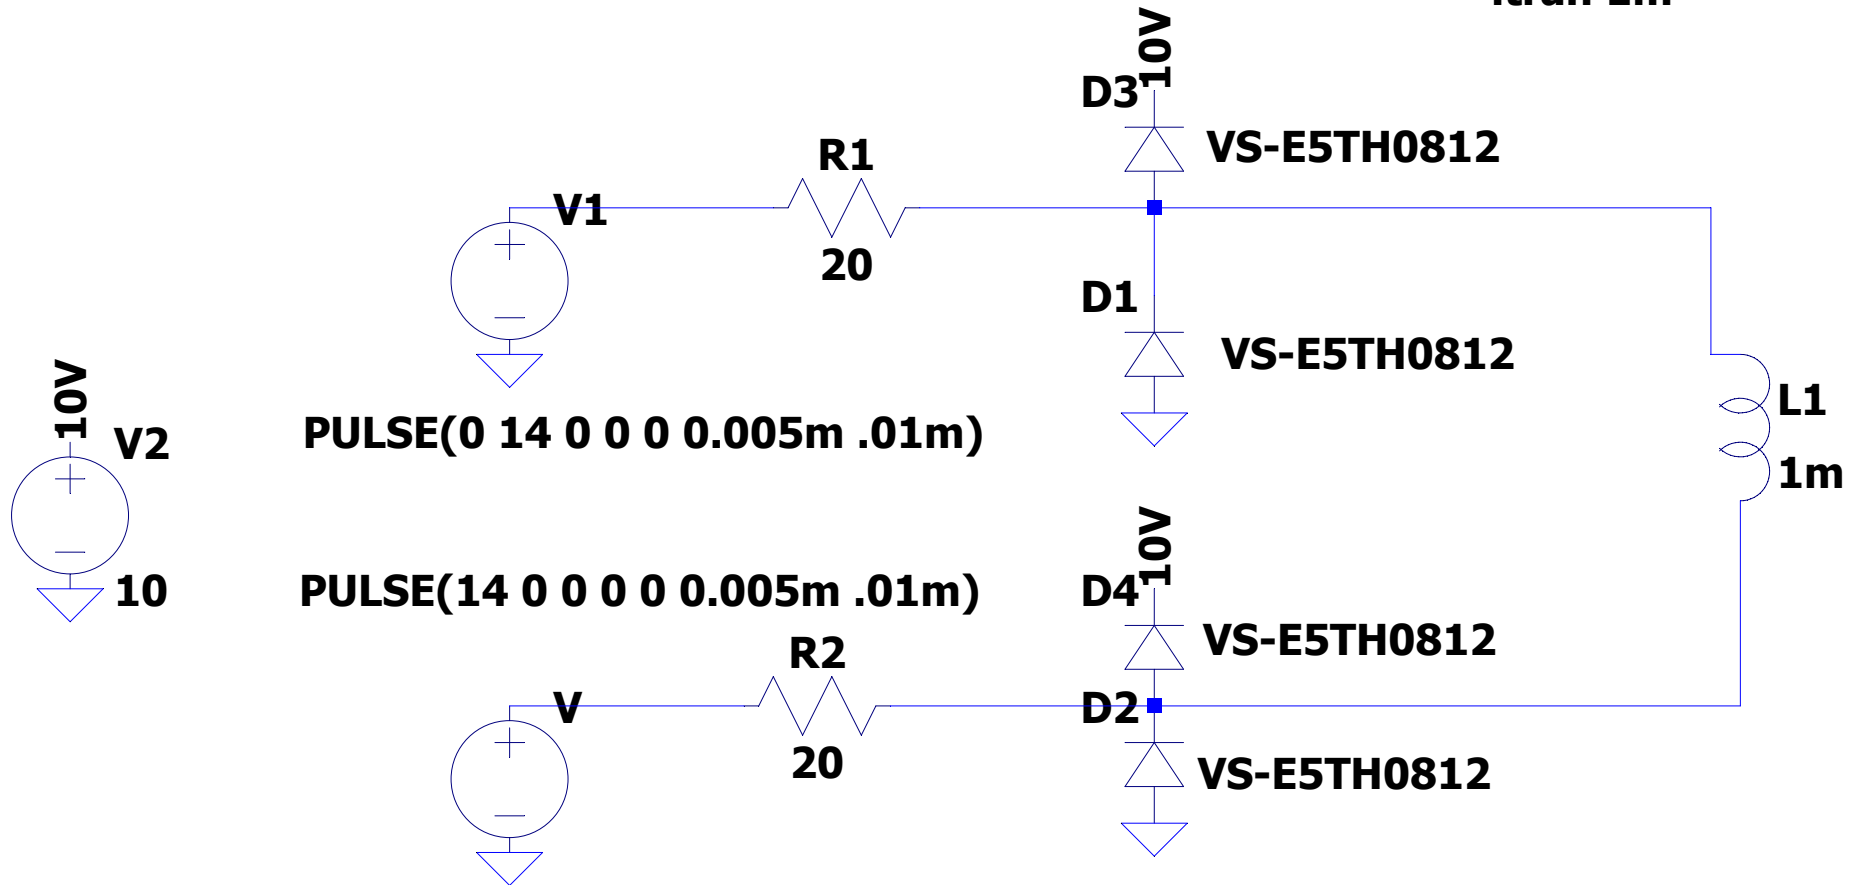 10V
D3
VS-E5TH0812
R1
V1
20
D1
VS-E5TH0812
10V
V2
PULSE(0 14 0 0 0 0.005m .01m)
L1
1m
10V
10
PULSE(14 0 0 0 0 0.005m .01m)
D4
VS-E5TH0812
R2
V
D2
20
VS-E5TH0812